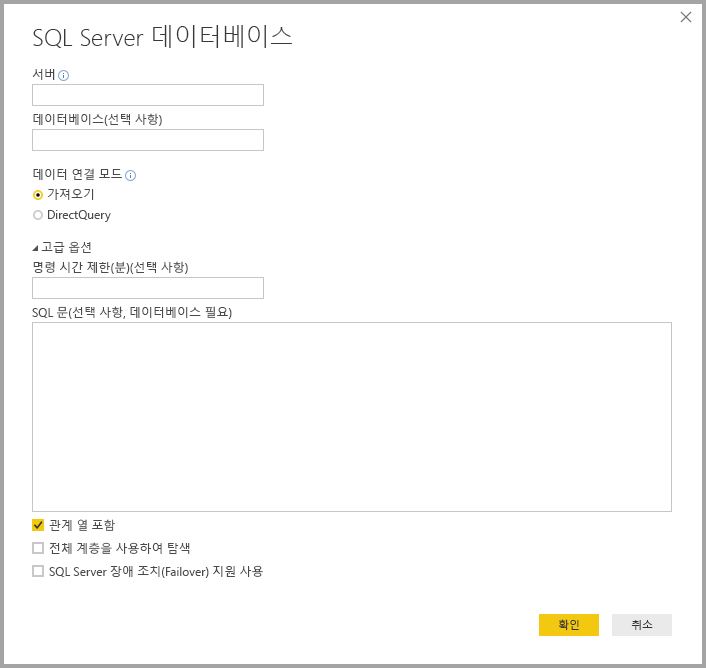 SQL Server 데이터베이스
서버
데이터베이스(선택 사항)
데이터 연결 모드
가져오기
DirectQuery
고급 옵션
명령 시간 제한(분)(선택 사항)
SQL 문(선택 사항, 데이터베이스 필요)
관계 열 포함
전체 계층을 사용하여 탐색
SQL Server 장애 조치(Failover) 지원 사용
확인
취소